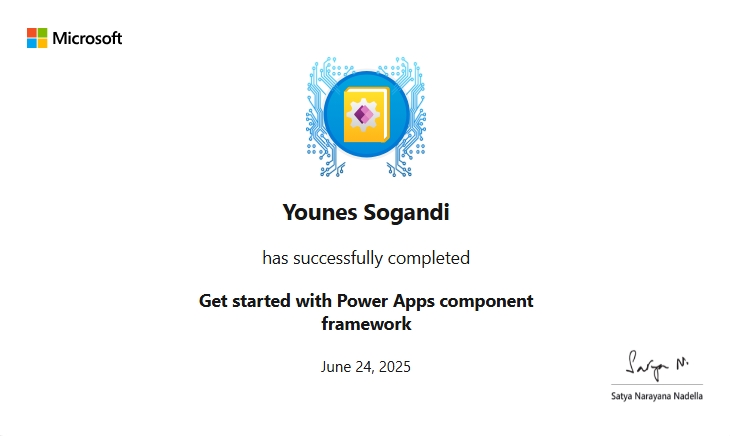 Microsoft
Younes Sogandi
has successfully completed
Get started with Power Apps component
framework
June 24, 2025
Satya N.
Satya Narayana Nadella